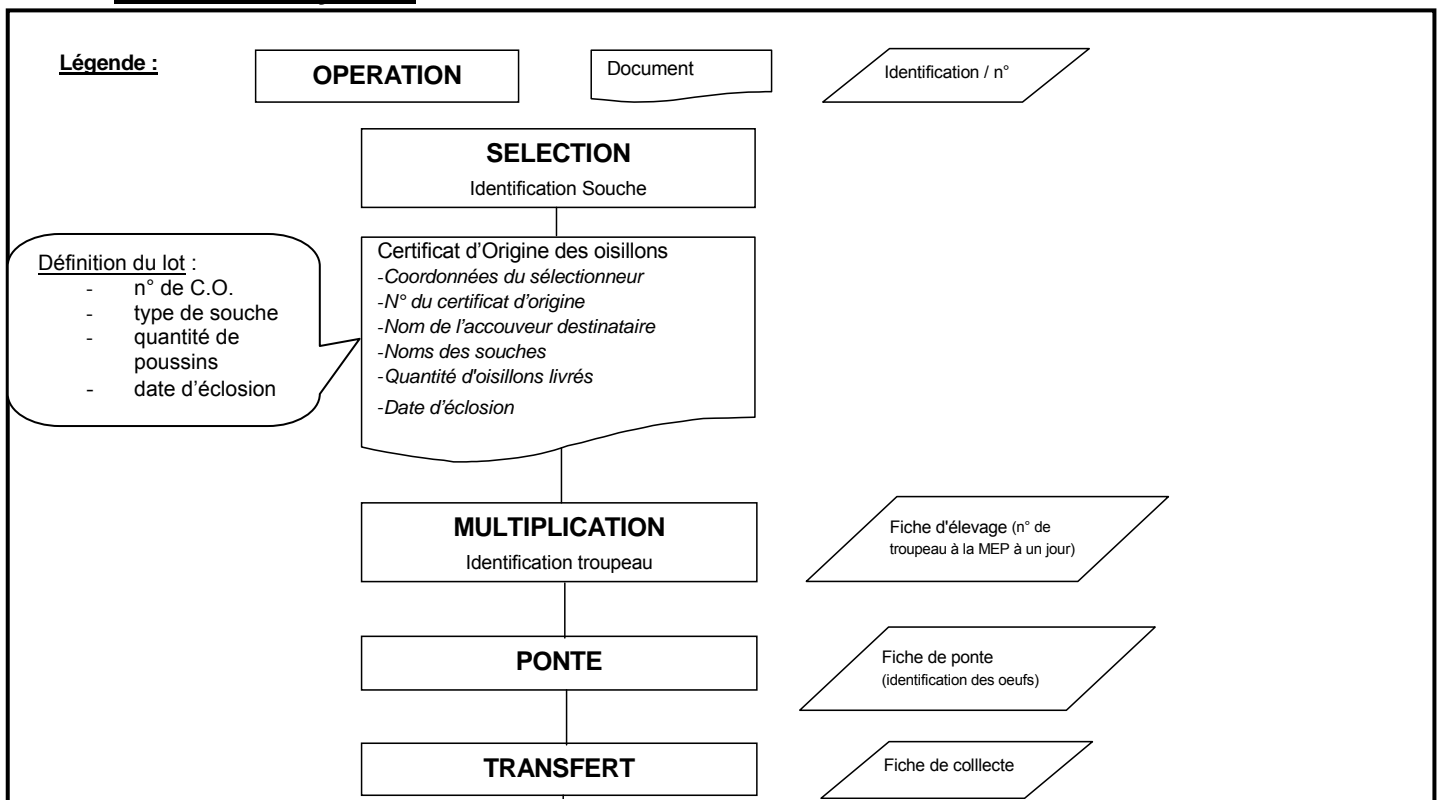 Légende :
OPERATION
Document
Identification / n°
SELECTION
Identification Souche
Définition du lot :
- n° de C.O.
- type de souche
- quantité de
poussins
- date d’éclosion
Certificat d’Origine des oisillons
-Coordonnées du sélectionneur
-N° du certificat d’origine
-Nom de l’accouveur destinataire
-Noms des souches
-Quantité d'oisillons livrés
-Date d’éclosion
MULTIPLICATION
Identification troupeau
Fiche d'élevage (n° de
troupeau à la MEP à un jour)
PONTE
Fiche de ponte
(identification des oeufs)
TRANSFERT
Fiche de colllecte